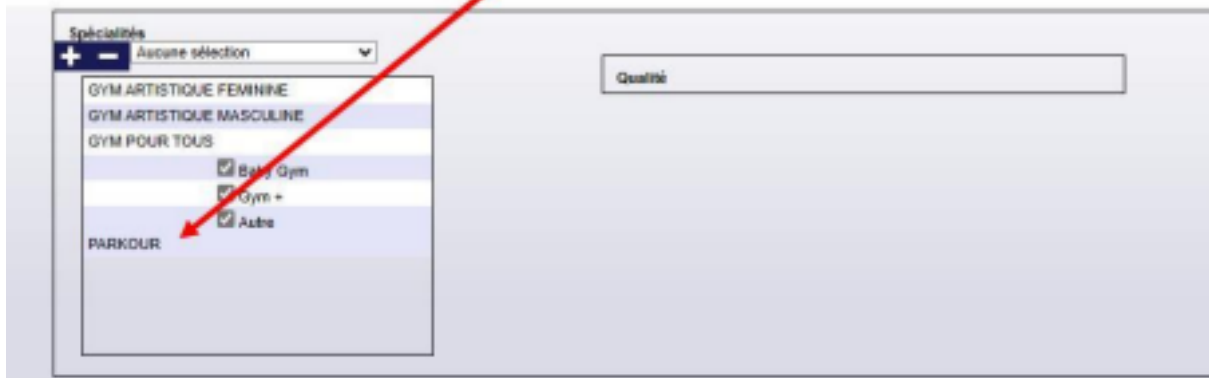 Spécialités
+ − Aucune sélection
Qualité
GYM ARTISTIQUE FEMININE
GYM ARTISTIQUE MASCULINE
GYM POUR TOUS
Baby Gym
Gym +
Autre
PARKOUR